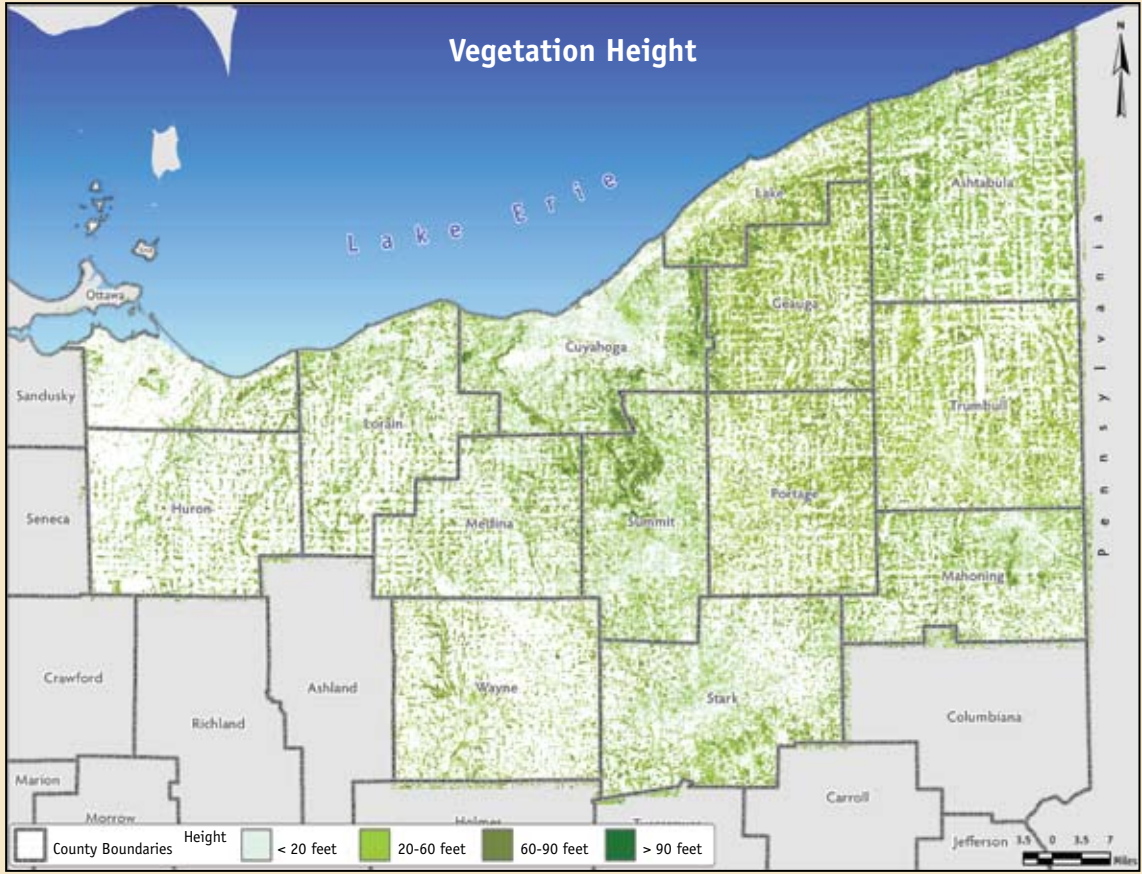 Vegetation Height
N
Lake Erie
Ashtabula
Lake
Geauga
Ottawa
Cuyahoga
Pennsylvania
Sandusky
Trumbull
Lorain
Portage
Huron
Seneca
Medina
Summit
Mahoning
Crawford
Ashland
Wayne
Stark
Richland
Columbiana
Marion
Carroll
Morrow
Holmes
Jefferson
3.5 0 3.5 7
Miles
County Boundaries Height < 20 feet 20-60 feet 60-90 feet > 90 feet